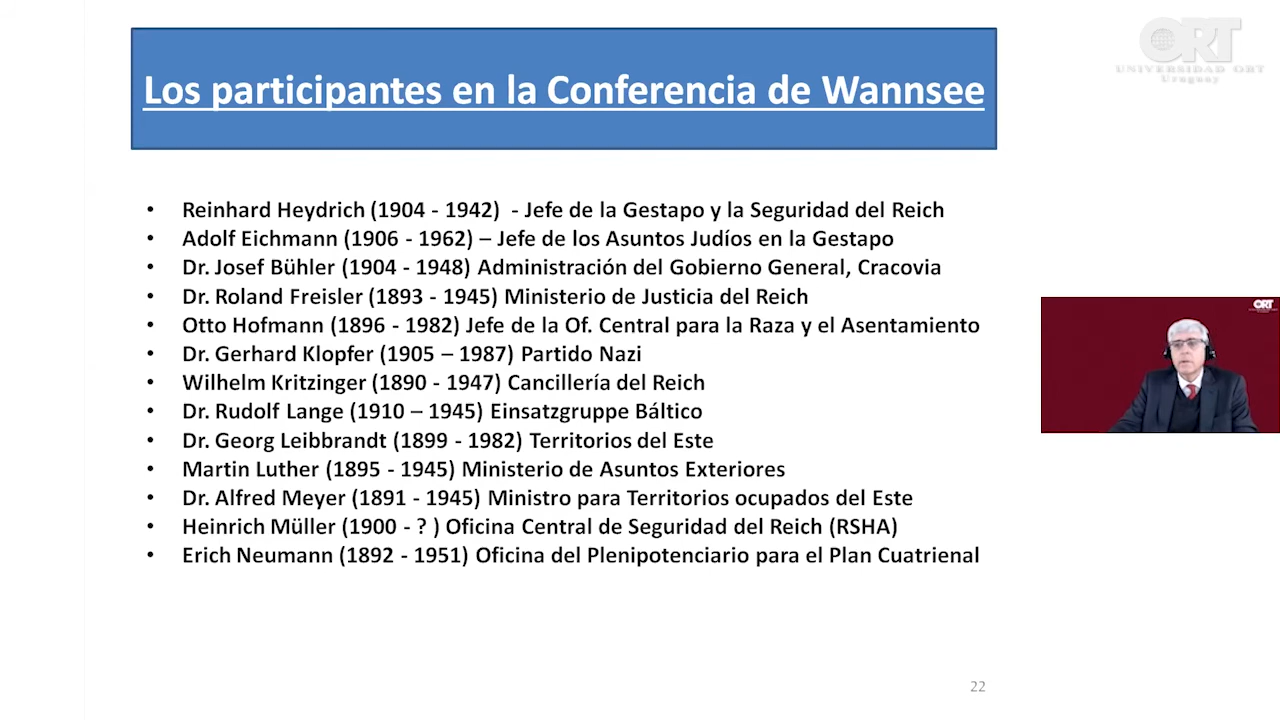 ORT
UNIVERSIDAD ORT
Uruguay
Los participantes en la Conferencia de Wannsee
• Reinhard Heydrich (1904 - 1942) - Jefe de la Gestapo y la Seguridad del Reich
• Adolf Eichmann (1906 - 1962) – Jefe de los Asuntos Judíos en la Gestapo
• Dr. Josef Bühler (1904 - 1948) Administración del Gobierno General, Cracovia
• Dr. Roland Freisler (1893 - 1945) Ministerio de Justicia del Reich
• Otto Hofmann (1896 - 1982) Jefe de la Of. Central para la Raza y el Asentamiento
• Dr. Gerhard Klopfer (1905 – 1987) Partido Nazi
• Wilhelm Kritzinger (1890 - 1947) Cancillería del Reich
• Dr. Rudolf Lange (1910 – 1945) Einsatzgruppe Báltico
• Dr. Georg Leibbrandt (1899 - 1982) Territorios del Este
• Martin Luther (1895 - 1945) Ministerio de Asuntos Exteriores
• Dr. Alfred Meyer (1891 - 1945) Ministro para Territorios ocupados del Este
• Heinrich Müller (1900 - ? ) Oficina Central de Seguridad del Reich (RSHA)
• Erich Neumann (1892 - 1951) Oficina del Plenipotenciario para el Plan Cuatrienal
ORT
22